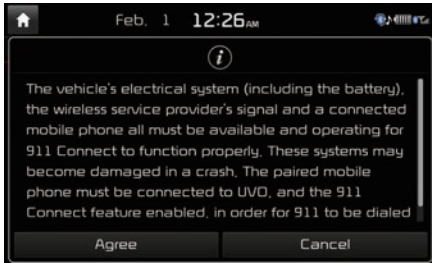 Feb. 1 12:26AM
The vehicle's electrical system (including the battery),
the wireless service provider's signal and a connected
mobile phone all must be available and operating for
911 Connect to function properly. These systems may
become damaged in a crash. The paired mobile
phone must be connected to UVO, and the 911
Connect feature enabled, in order for 911 to be dialed
Agree Cancel